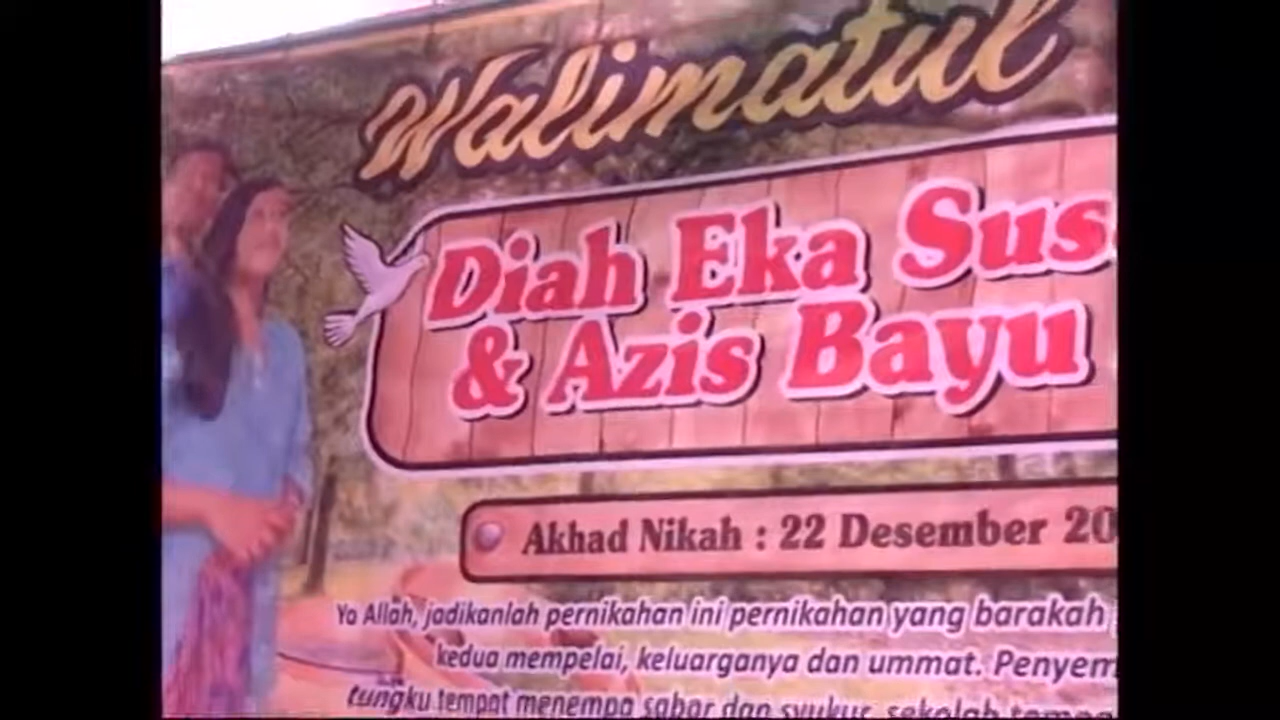 Walimatul
Diah Eka Sus
& Azis Bayu
Akhad Nikah : 22 Desember 20
Ya Allah, jadikanlah pernikahan ini pernikahan yang barakah
kedua mempelai, keluarganya dan ummat. Penyem
tungku tempat menempa sabar dan syukur, sekolah tempa